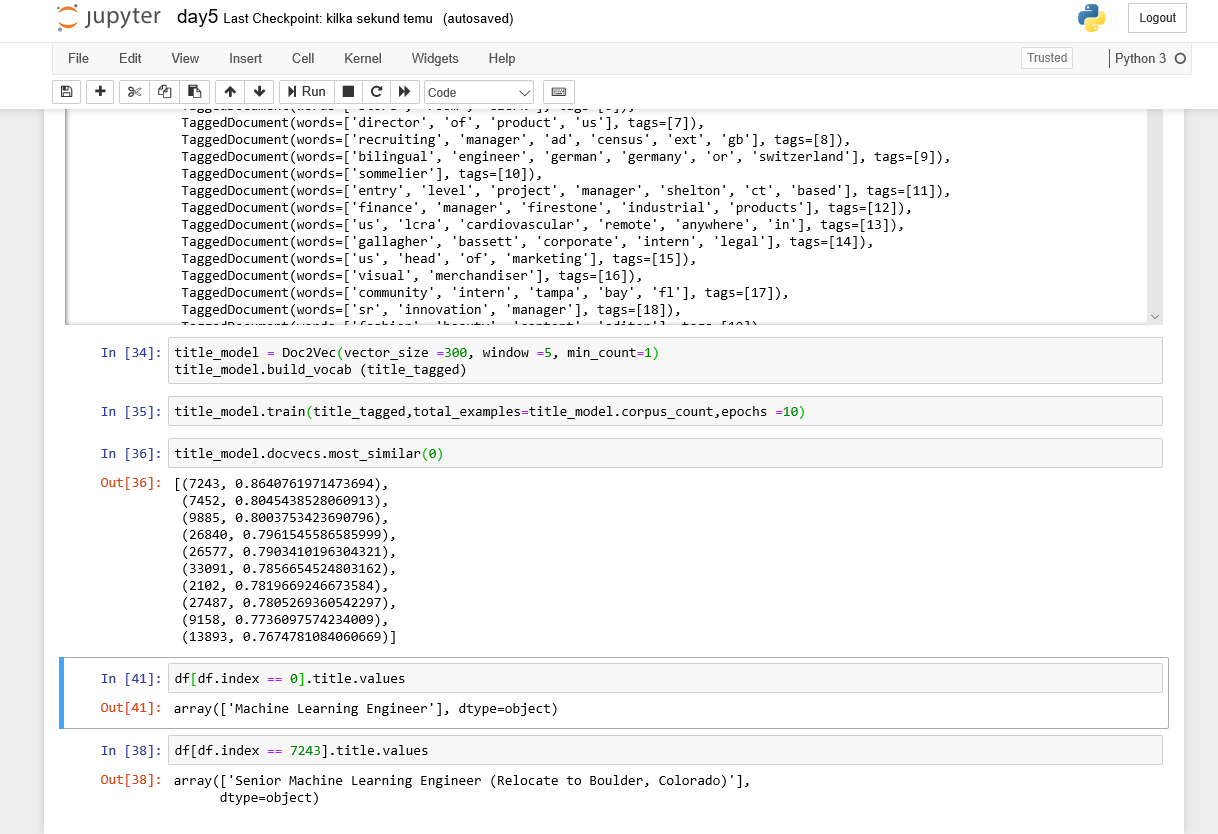 jupyter day5 Last Checkpoint: kilka sekund temu (autosaved)
Logout
File Edit View Insert Cell Kernel Widgets Help
Trusted
Python 3
Run
Code
TaggedDocument(words=['director', 'of', 'product', 'us'], tags=[7]),
TaggedDocument(words=['recruiting', 'manager', 'ad', 'census', 'ext', 'gb'], tags=[8]),
TaggedDocument(words=['bilingual', 'engineer', 'german', 'germany', 'or', 'switzerland'], tags=[9]),
TaggedDocument(words=['sommelier'], tags=[10]),
TaggedDocument(words=['entry', 'level', 'project', 'manager', 'shelton', 'ct', 'based'], tags=[11]),
TaggedDocument(words=['finance', 'manager', 'firestone', 'industrial', 'products'], tags=[12]),
TaggedDocument(words=['us', 'lcra', 'cardiovascular', 'remote', 'anywhere', 'in'], tags=[13]),
TaggedDocument(words=['gallagher', 'bassett', 'corporate', 'intern', 'legal'], tags=[14]),
TaggedDocument(words=['us', 'head', 'of', 'marketing'], tags=[15]),
TaggedDocument(words=['visual', 'merchandiser'], tags=[16]),
TaggedDocument(words=['community', 'intern', 'tampa', 'bay', 'fl'], tags=[17]),
TaggedDocument(words=['sr', 'innovation', 'manager'], tags=[18]),
In [34]: title_model = Doc2Vec(vector_size =300, window =5, min_count=1)
title_model.build_vocab (title_tagged)
In [35]: title_model.train(title_tagged,total_examples=title_model.corpus_count,epochs =10)
In [36]: title_model.docvecs.most_similar(0)
Out[36]: [(7243, 0.8640761971473694),
(7452, 0.8045438528060913),
(9885, 0.8003753423690796),
(26840, 0.7961545586585999),
(26577, 0.7903410196304321),
(33091, 0.7856654524803162),
(2102, 0.7819669246673584),
(27487, 0.7805269360542297),
(9158, 0.7736097574234009),
(13893, 0.7674781084060669)]
In [41]: df[df.index == 0].title.values
Out[41]: array(['Machine Learning Engineer'], dtype=object)
In [38]: df[df.index == 7243].title.values
Out[38]: array(['Senior Machine Learning Engineer (Relocate to Boulder, Colorado)'],
dtype=object)